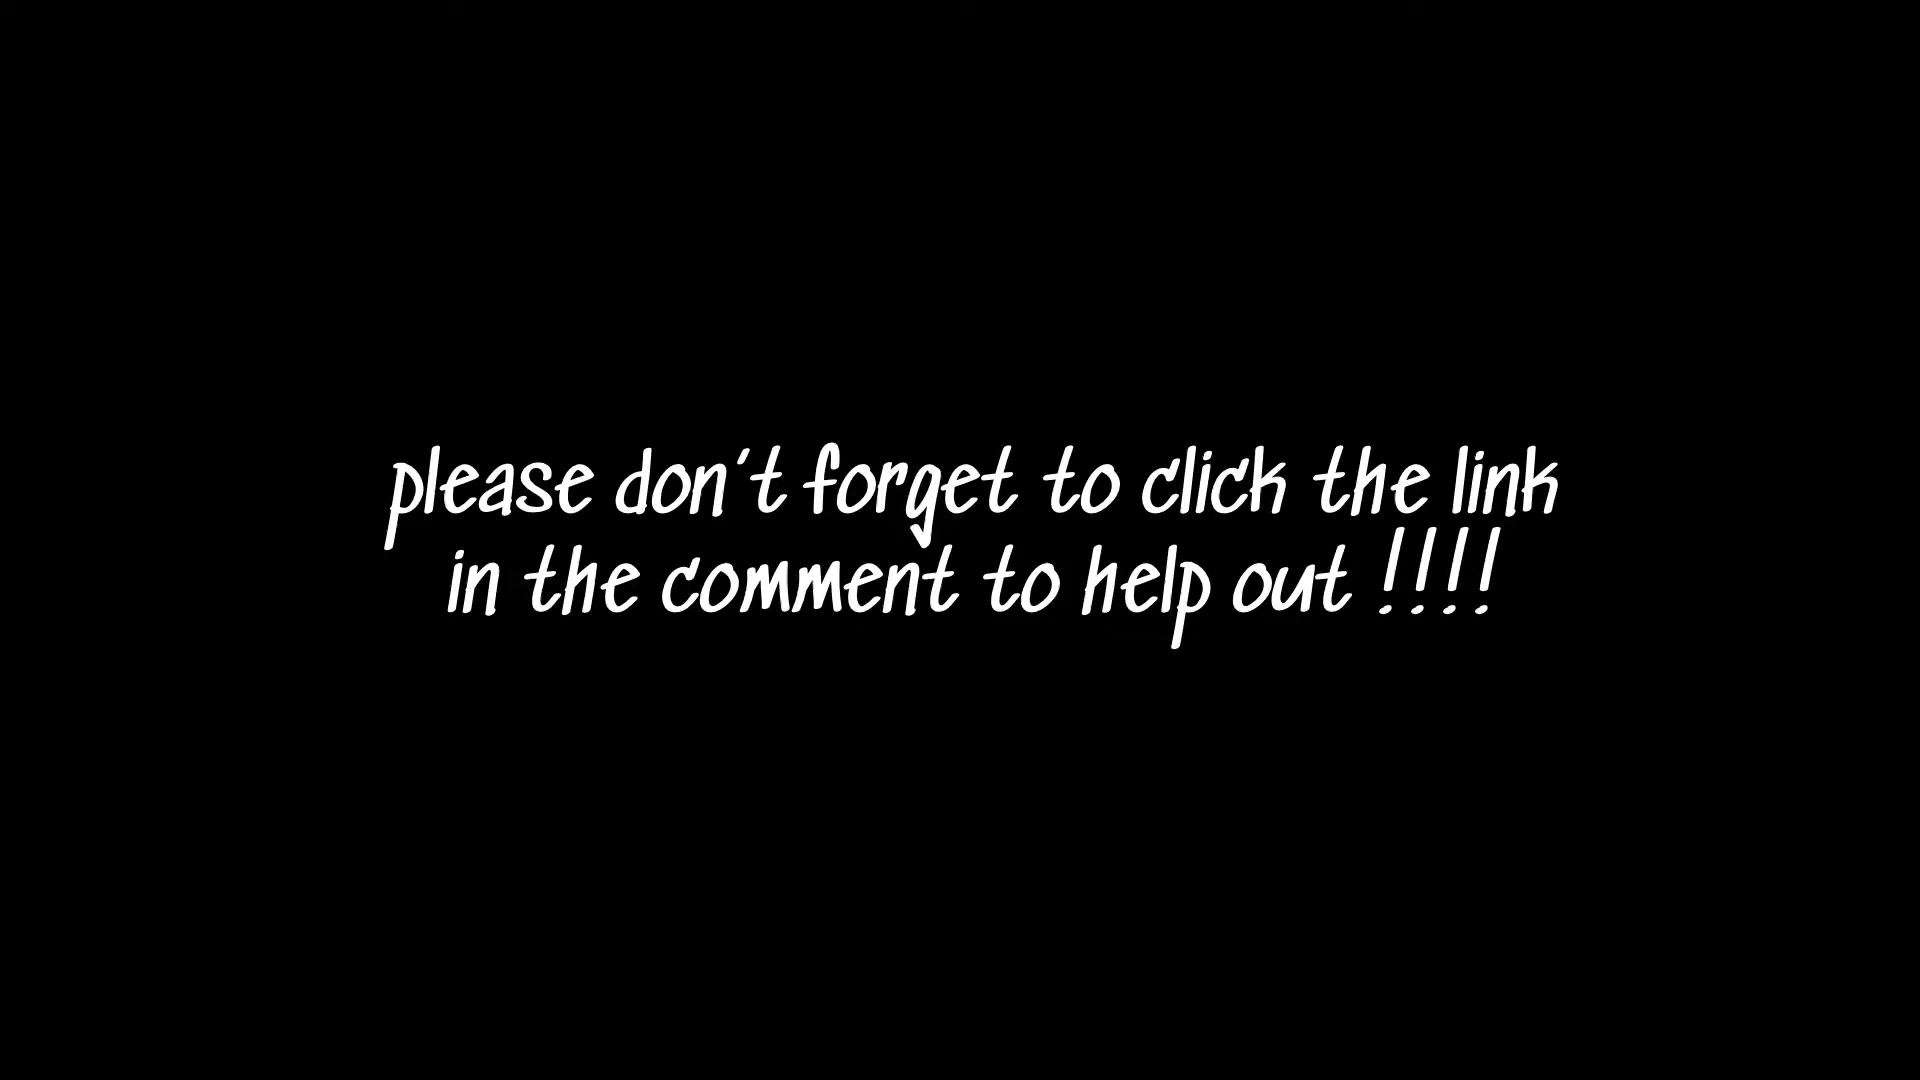 please don't forget to click the link
in the comment to help out !!!!